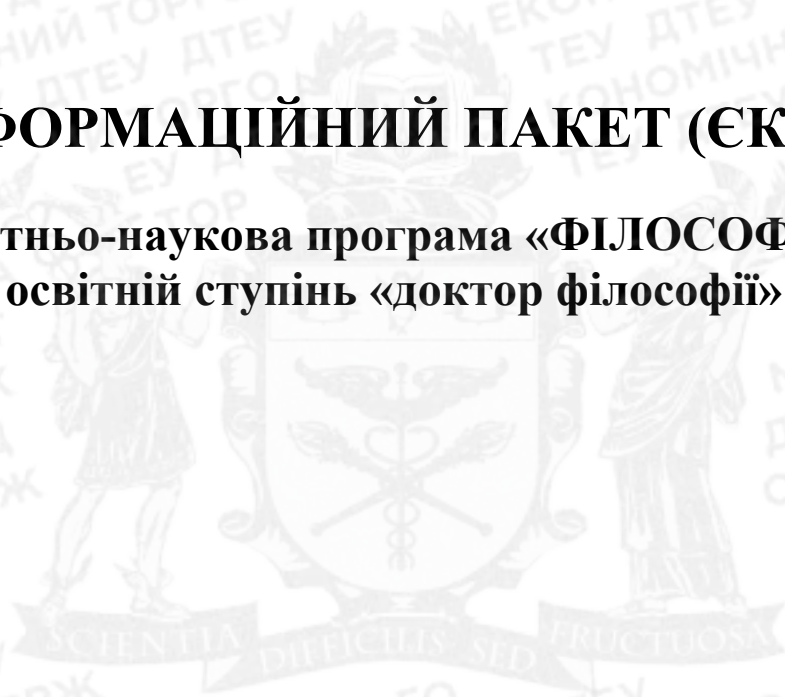 ФОРМАЦІЙНИЙ ПАКЕТ (ЄК
тньо-наукова програма «ФІЛОСОФ
освітній ступінь «доктор філософії»
SCIENTIA DIFFICILIS SED FRUCTUOSA